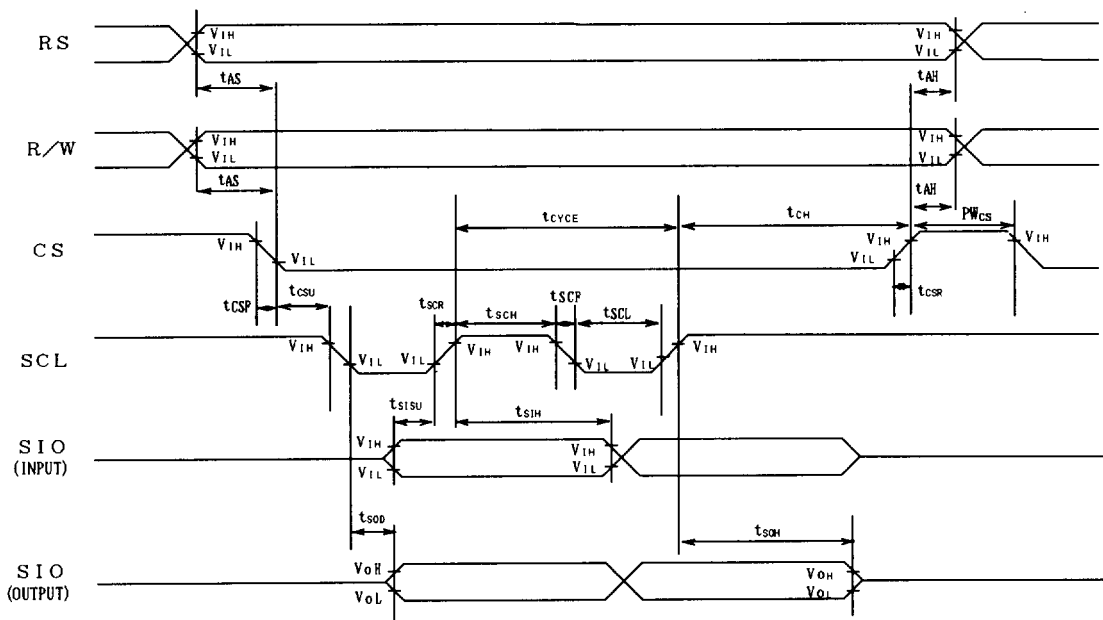 RS VIH VIH
VIL VIL
tAS tAH
R/W VIH VIH
VIL VIL
tAS tAH
tCYCE tCH PWCS
CS VIH VIL VIL VIH VIH
tCSF tCSU tSCR tSCH tSCF tSCL tCSR
SCL VIH VIL VIL VIH VIH VIL VIL VIH
tSISU tSIH
SIO VIH VIH
(INPUT) VIL VIL
tSOD tSOH
SIO VOH VOH
(OUTPUT) VOL VOL